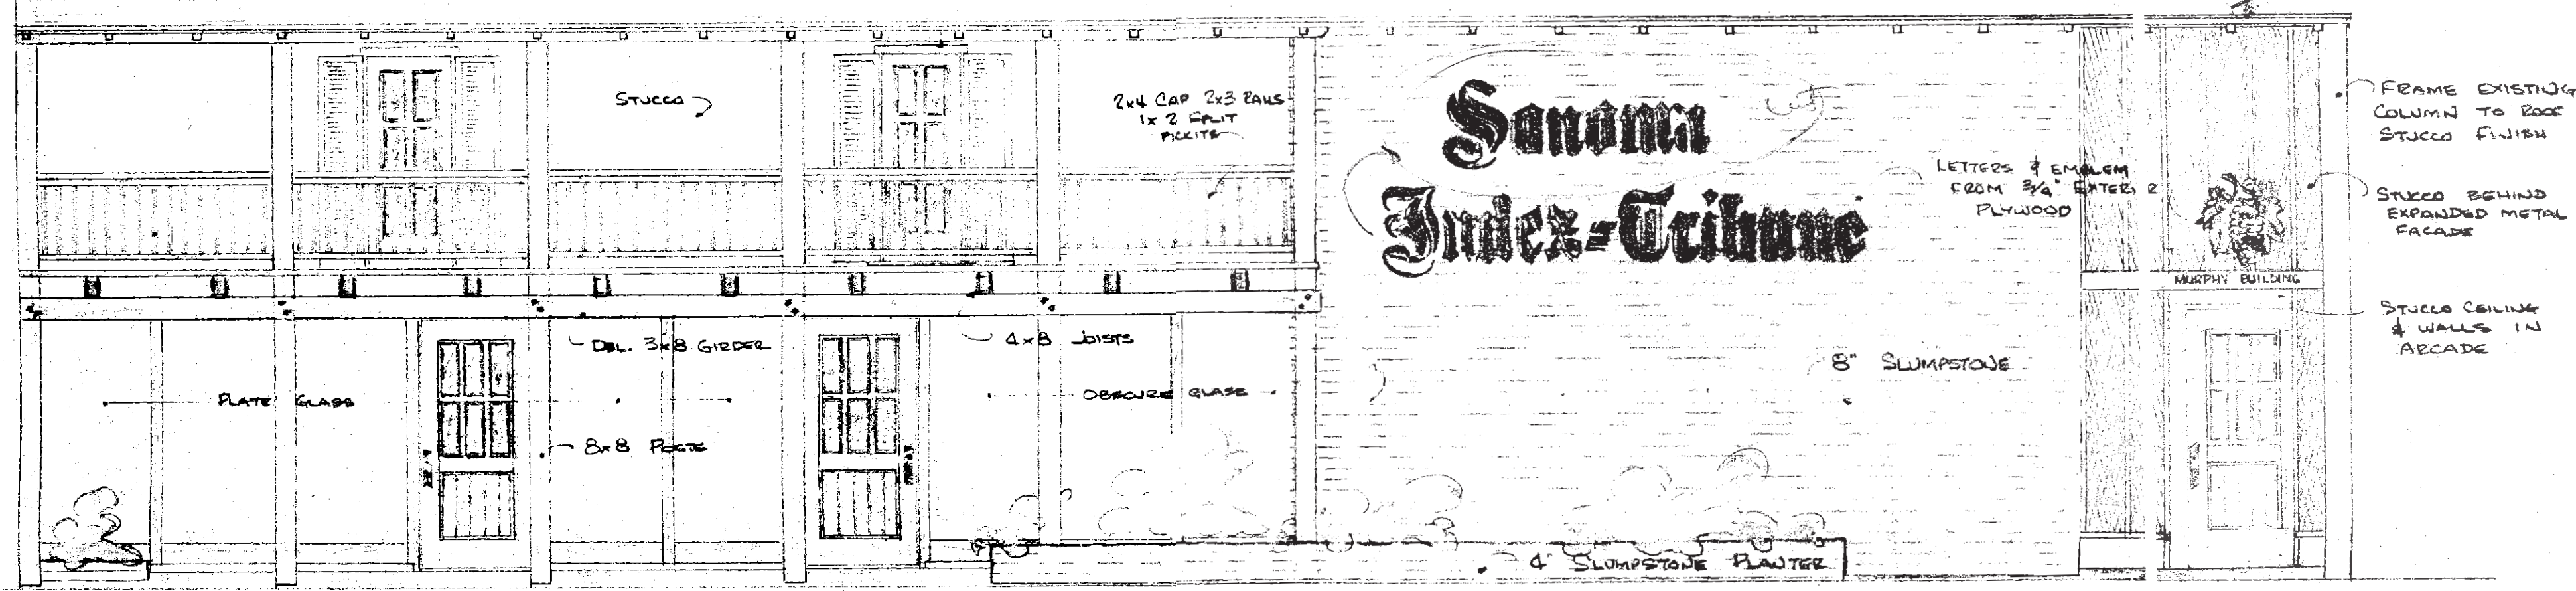 STUCCO
2x4 CAP 2x3 RAILS
1x2 SPLIT
PICKITS
Sonoma
Index-Tribune
LETTERS & EMBLEM
FROM 3/4" EXTERIOR
PLYWOOD
FRAME EXISTING
COLUMN TO ROOF
STUCCO FINISH
STUCCO BEHIND
EXPANDED METAL
FACADE
MURPHY BUILDING
STUCCO CEILING
& WALLS IN
ARCADE
DBL. 3x8 GIRDER
4x8 JOISTS
PLATE GLASS
OBSCURE GLASS
8x8 POSTS
8" SLUMPSTONE
4" SLUMPSTONE PLANTER